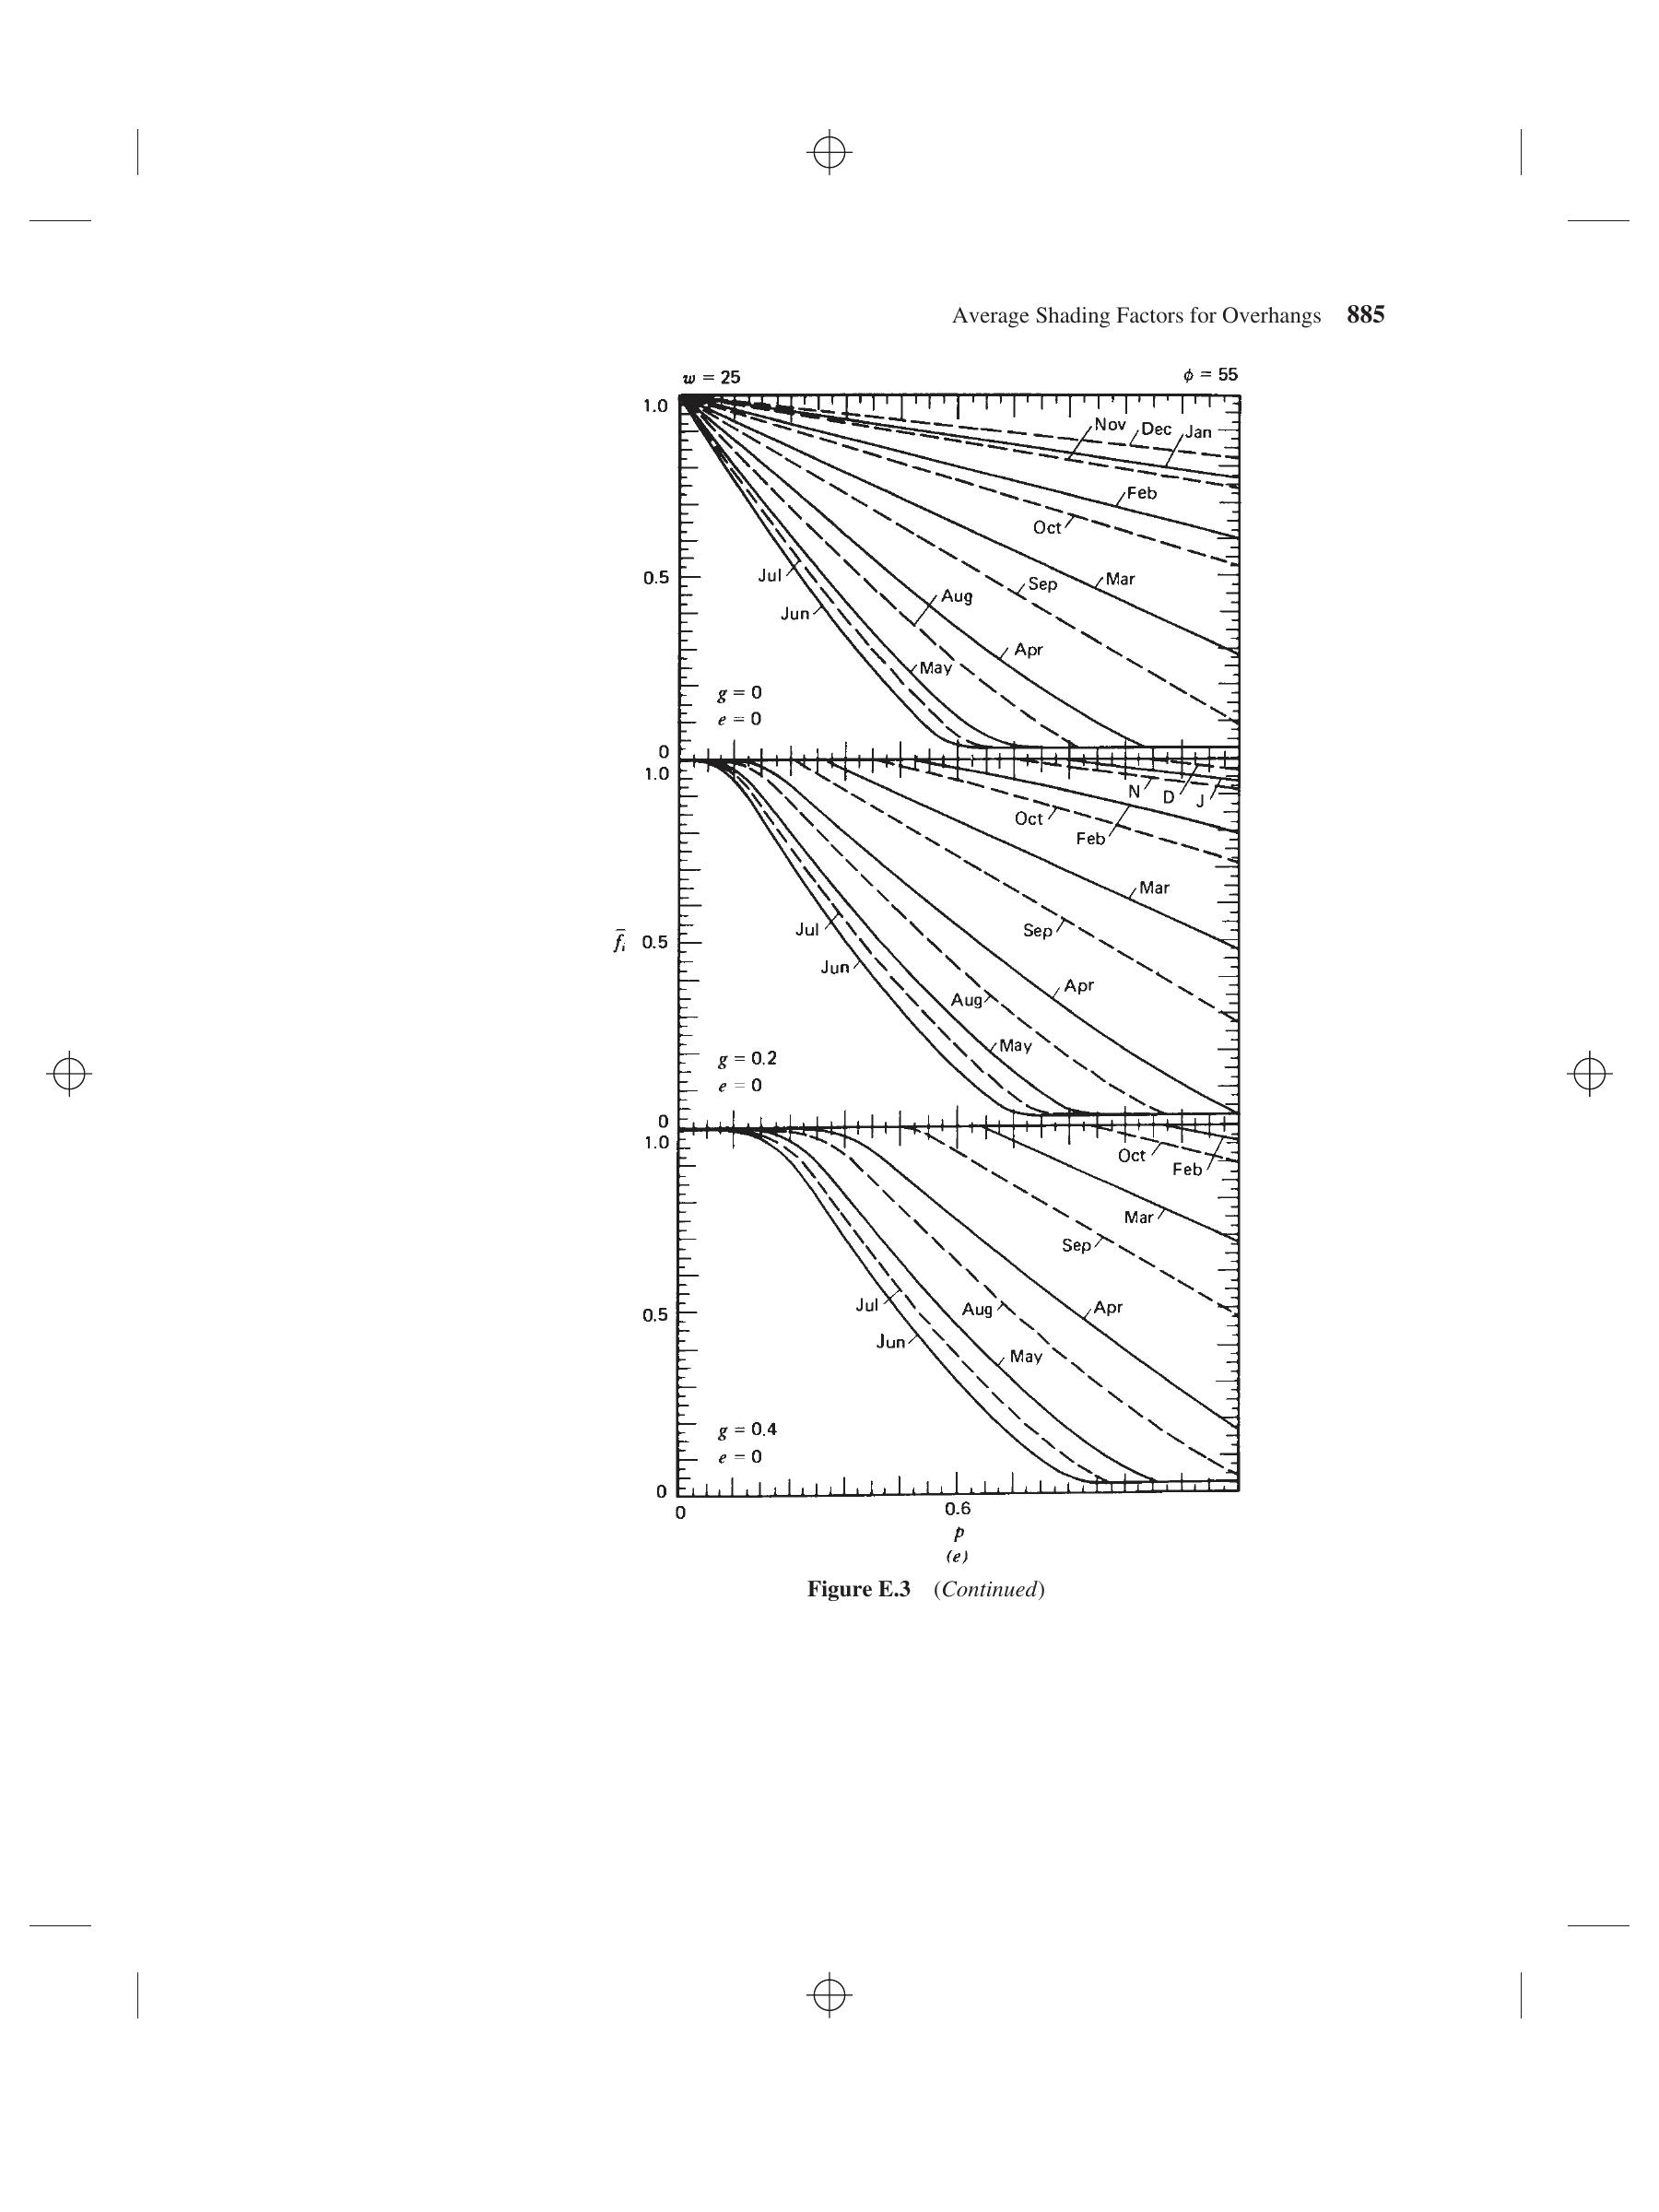 Average Shading Factors for Overhangs 885
w = 25
ϕ = 55
1.0
Nov
Dec
Jan
Feb
Oct
0.5
Jul
Sep
Mar
Aug
Jun
Apr
May
g = 0
e = 0
0
1.0
N
D
J
Oct
Feb
Mar
Jul
Sep
f̄i
0.5
Jun
Apr
Aug
May
g = 0.2
e = 0
0
1.0
Oct
Feb
Mar
Sep
Jul
Aug
Apr
0.5
Jun
May
g = 0.4
e = 0
0
0
0.6
p
(e)
Figure E.3 (Continued)